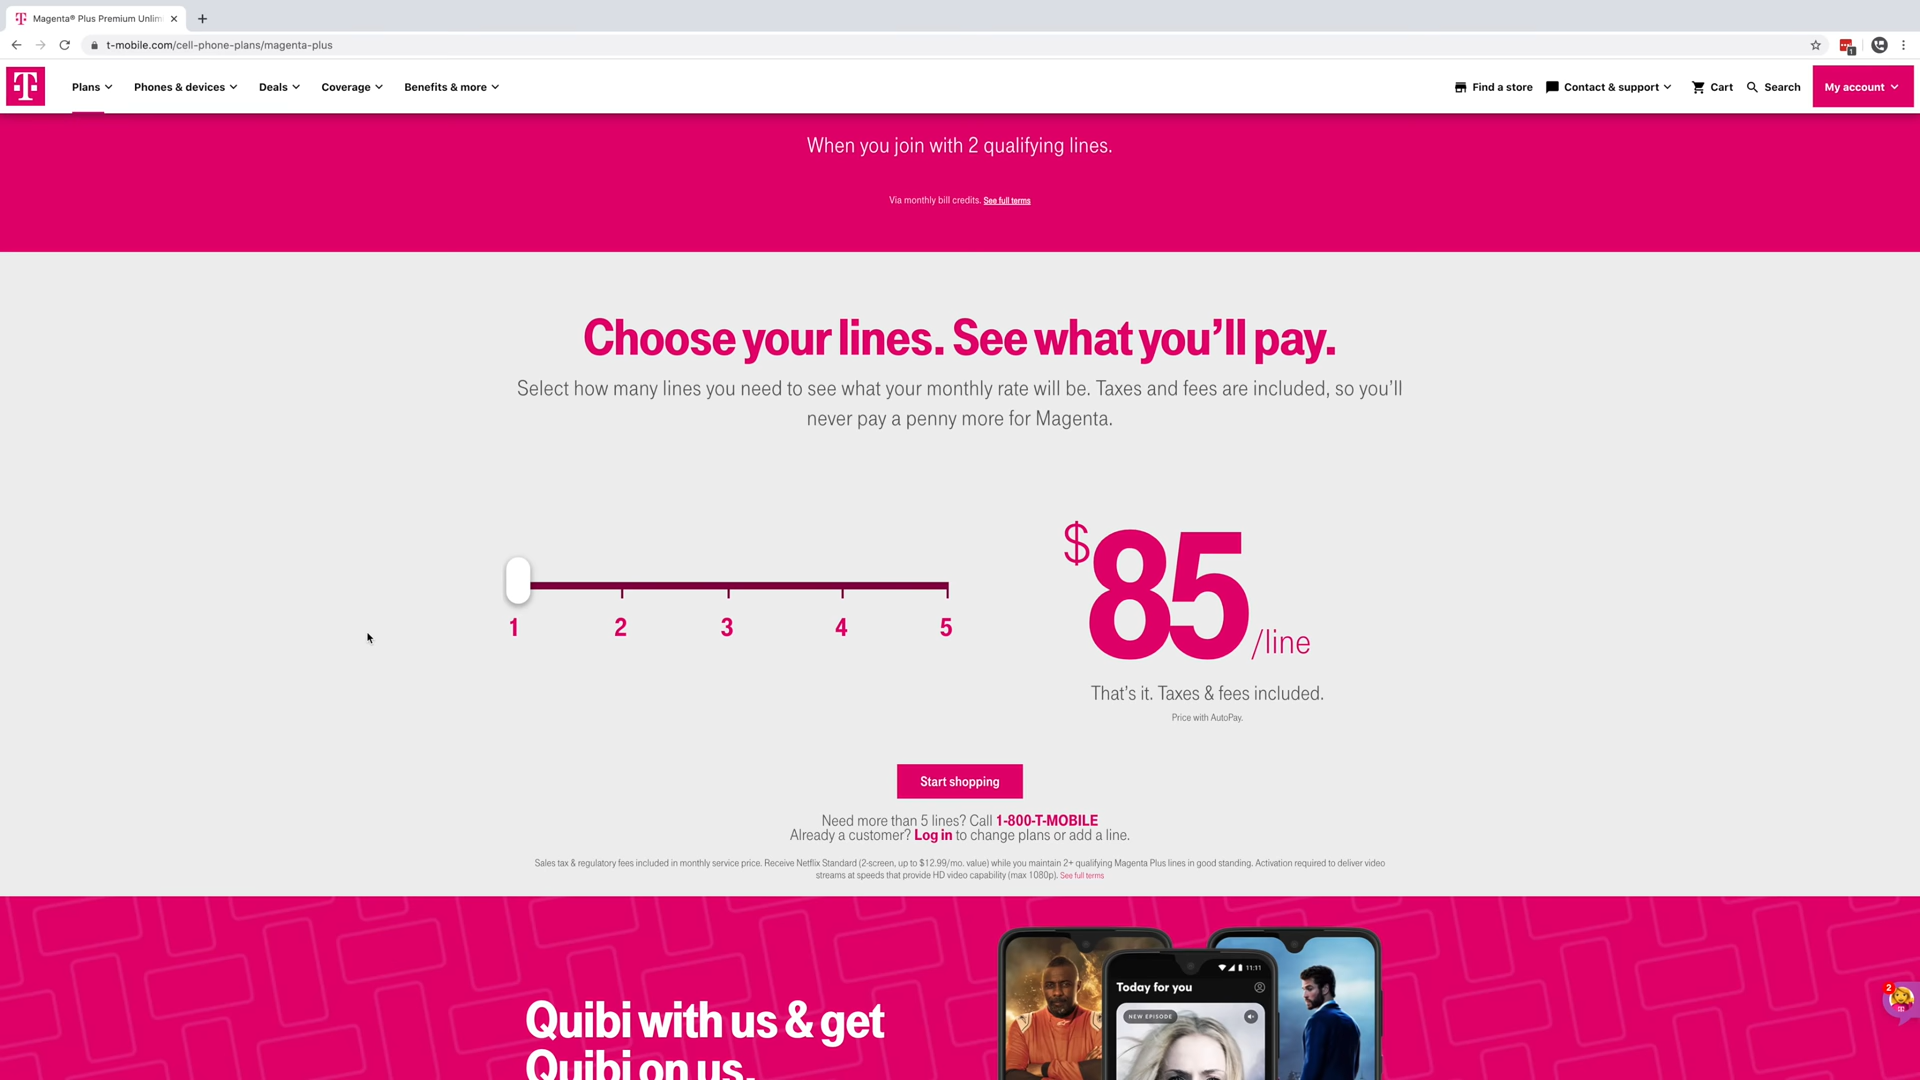 Magenta® Plus Premium Unlim
t-mobile.com/cell-phone-plans/magenta-plus
1
T
Plans
Phones & devices
Deals
Coverage
Benefits & more
Find a store
Contact & support
Cart
Search
My account
When you join with 2 qualifying lines.
Via monthly bill credits. See full terms
Choose your lines. See what you’ll pay.
Select how many lines you need to see what your monthly rate will be. Taxes and fees are included, so you’ll
never pay a penny more for Magenta.
1 2 3 4 5
$85/line
That’s it. Taxes & fees included.
Price with AutoPay.
Start shopping
Need more than 5 lines? Call 1-800-T-MOBILE
Already a customer? Log in to change plans or add a line.
Sales tax & regulatory fees included in monthly service price. Receive Netflix Standard (2-screen, up to $12.99/mo. value) while you maintain 2+ qualifying Magenta Plus lines in good standing. Activation required to deliver video
streams at speeds that provide HD video capability (max 1080p). See full terms
Quibi with us & get
Quibi on us.
11:11
Today for you
NEW EPISODE
2